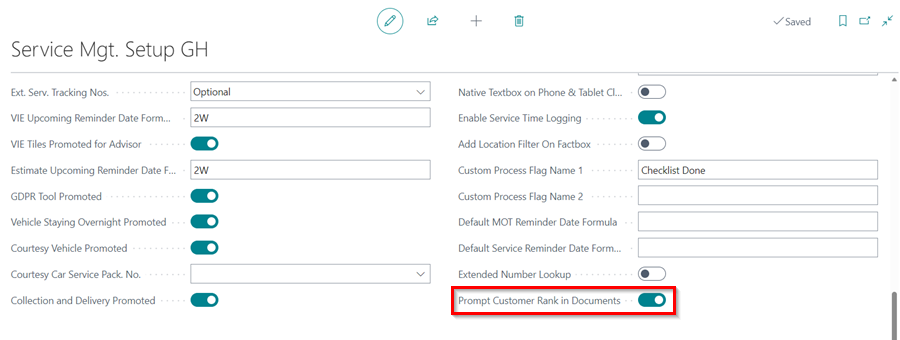 Saved
Service Mgt. Setup GH
Ext. Serv. Tracking Nos. Optional
VIE Upcoming Reminder Date Form... 2W
VIE Tiles Promoted for Advisor
Estimate Upcoming Reminder Date F... 2W
GDPR Tool Promoted
Vehicle Staying Overnight Promoted
Courtesy Vehicle Promoted
Courtesy Car Service Pack. No.
Collection and Delivery Promoted
Native Textbox on Phone & Tablet Cl...
Enable Service Time Logging
Add Location Filter On Factbox
Custom Process Flag Name 1 Checklist Done
Custom Process Flag Name 2
Default MOT Reminder Date Formula
Default Service Reminder Date Form...
Extended Number Lookup
Prompt Customer Rank in Documents